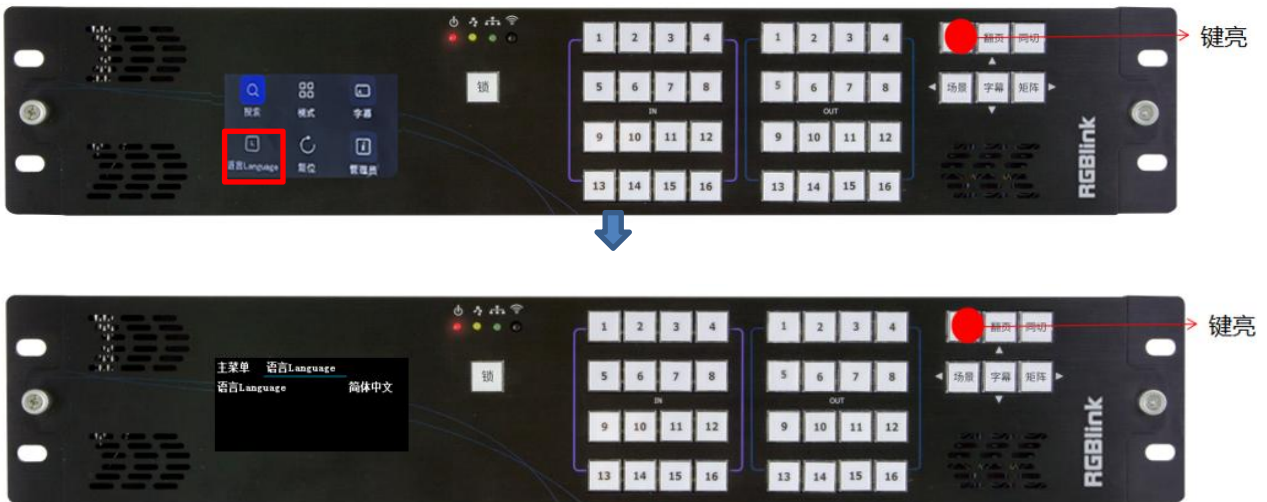 1 2 3 4
1 2 3 4
翻页 同切
键亮
搜索 模式 字幕
锁
5 6 7 8
5 6 7 8
场景 字幕 矩阵
IN
OUT
语言Language 复位 管理员
9 10 11 12
9 10 11 12
RGBlink
13 14 15 16
13 14 15 16
1 2 3 4
1 2 3 4
翻页 同切
键亮
主菜单 语言Language
语言Language 简体中文
锁
5 6 7 8
5 6 7 8
场景 字幕 矩阵
IN
OUT
9 10 11 12
9 10 11 12
RGBlink
13 14 15 16
13 14 15 16